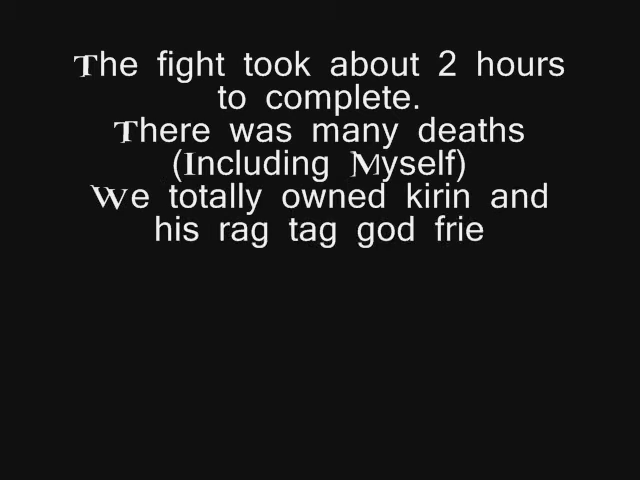 The fight took about 2 hours
to complete.
There was many deaths
(Including Myself)
We totally owned kirin and
his rag tag god frie